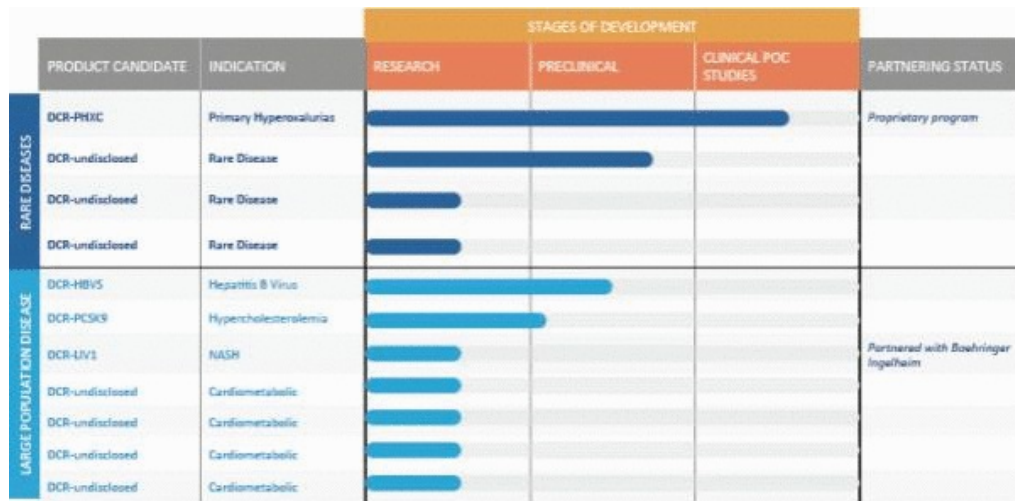 STAGES OF DEVELOPMENT
PRODUCT CANDIDATE INDICATION RESEARCH PRECLINICAL CLINICAL POC STUDIES PARTNERING STATUS
RARE DISEASES
DCR-PHXC Primary Hyperoxalurias Proprietary program
DCR-undisclosed Rare Disease
DCR-undisclosed Rare Disease
DCR-undisclosed Rare Disease
LARGE POPULATION DISEASE
DCR-HBVS Hepatitis B Virus
DCR-PCSK9 Hypercholesterolemia
DCR-LIV1 NASH Partnered with Boehringer Ingelheim
DCR-undisclosed Cardiometabolic
DCR-undisclosed Cardiometabolic
DCR-undisclosed Cardiometabolic
DCR-undisclosed Cardiometabolic